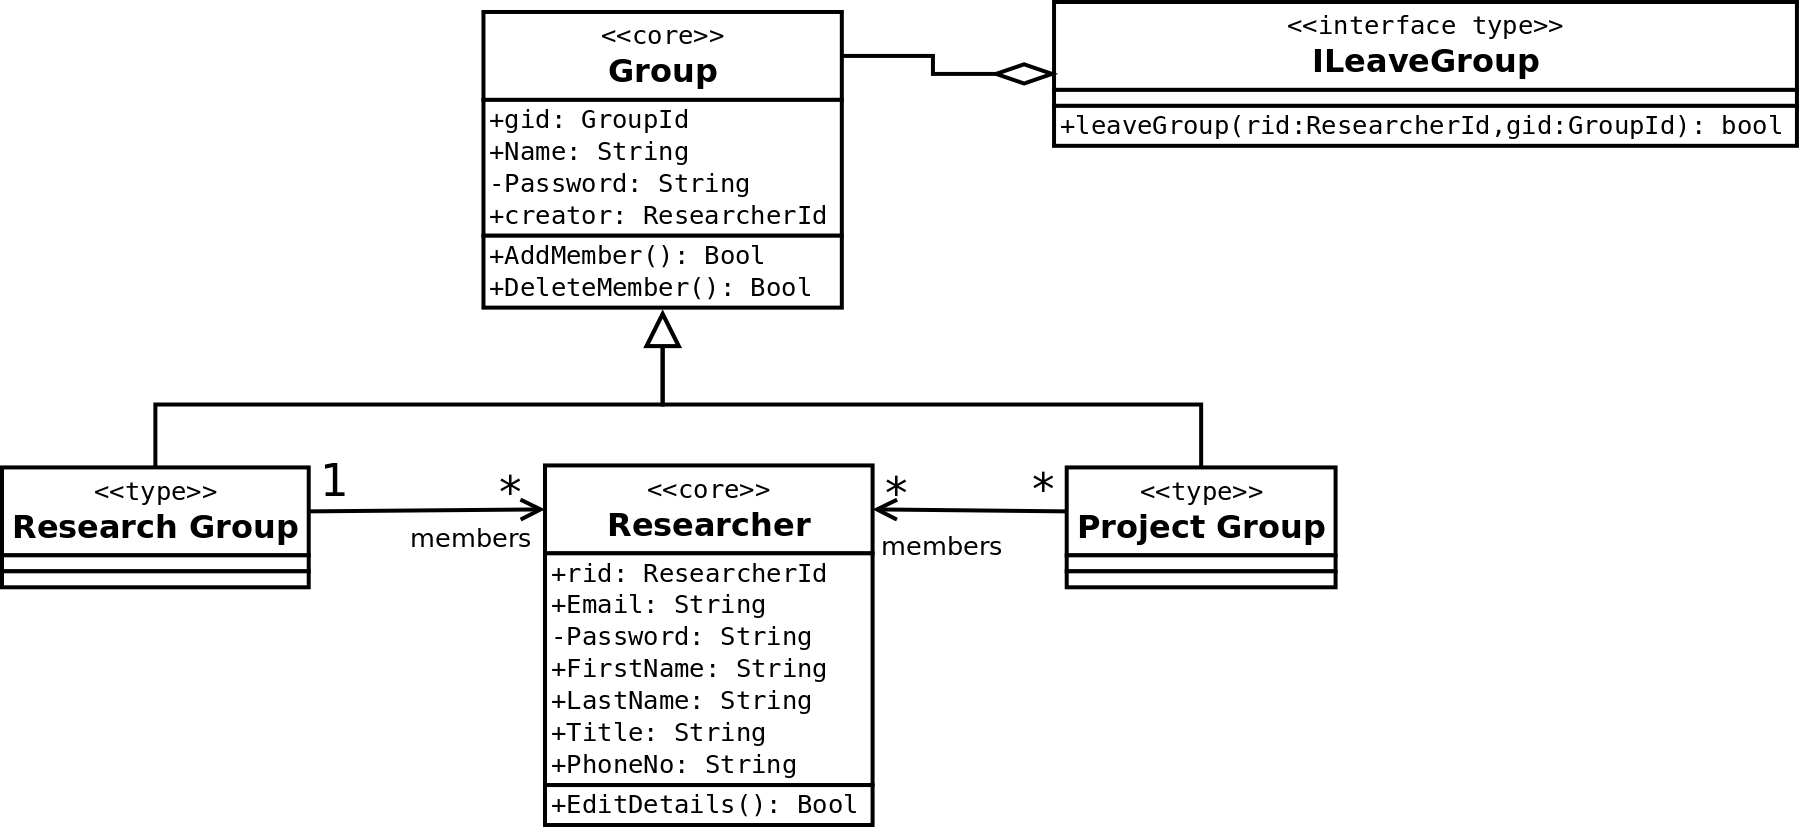 <<core>>
Group
+gid: GroupId
+Name: String
-Password: String
+creator: ResearcherId
+AddMember(): Bool
+DeleteMember(): Bool
<<interface type>>
ILeaveGroup
+leaveGroup(rid:ResearcherId,gid:GroupId): bool
<<type>>
Research Group
1
*
members
<<core>>
Researcher
+rid: ResearcherId
+Email: String
-Password: String
+FirstName: String
+LastName: String
+Title: String
+PhoneNo: String
+EditDetails(): Bool
*
*
members
<<type>>
Project Group